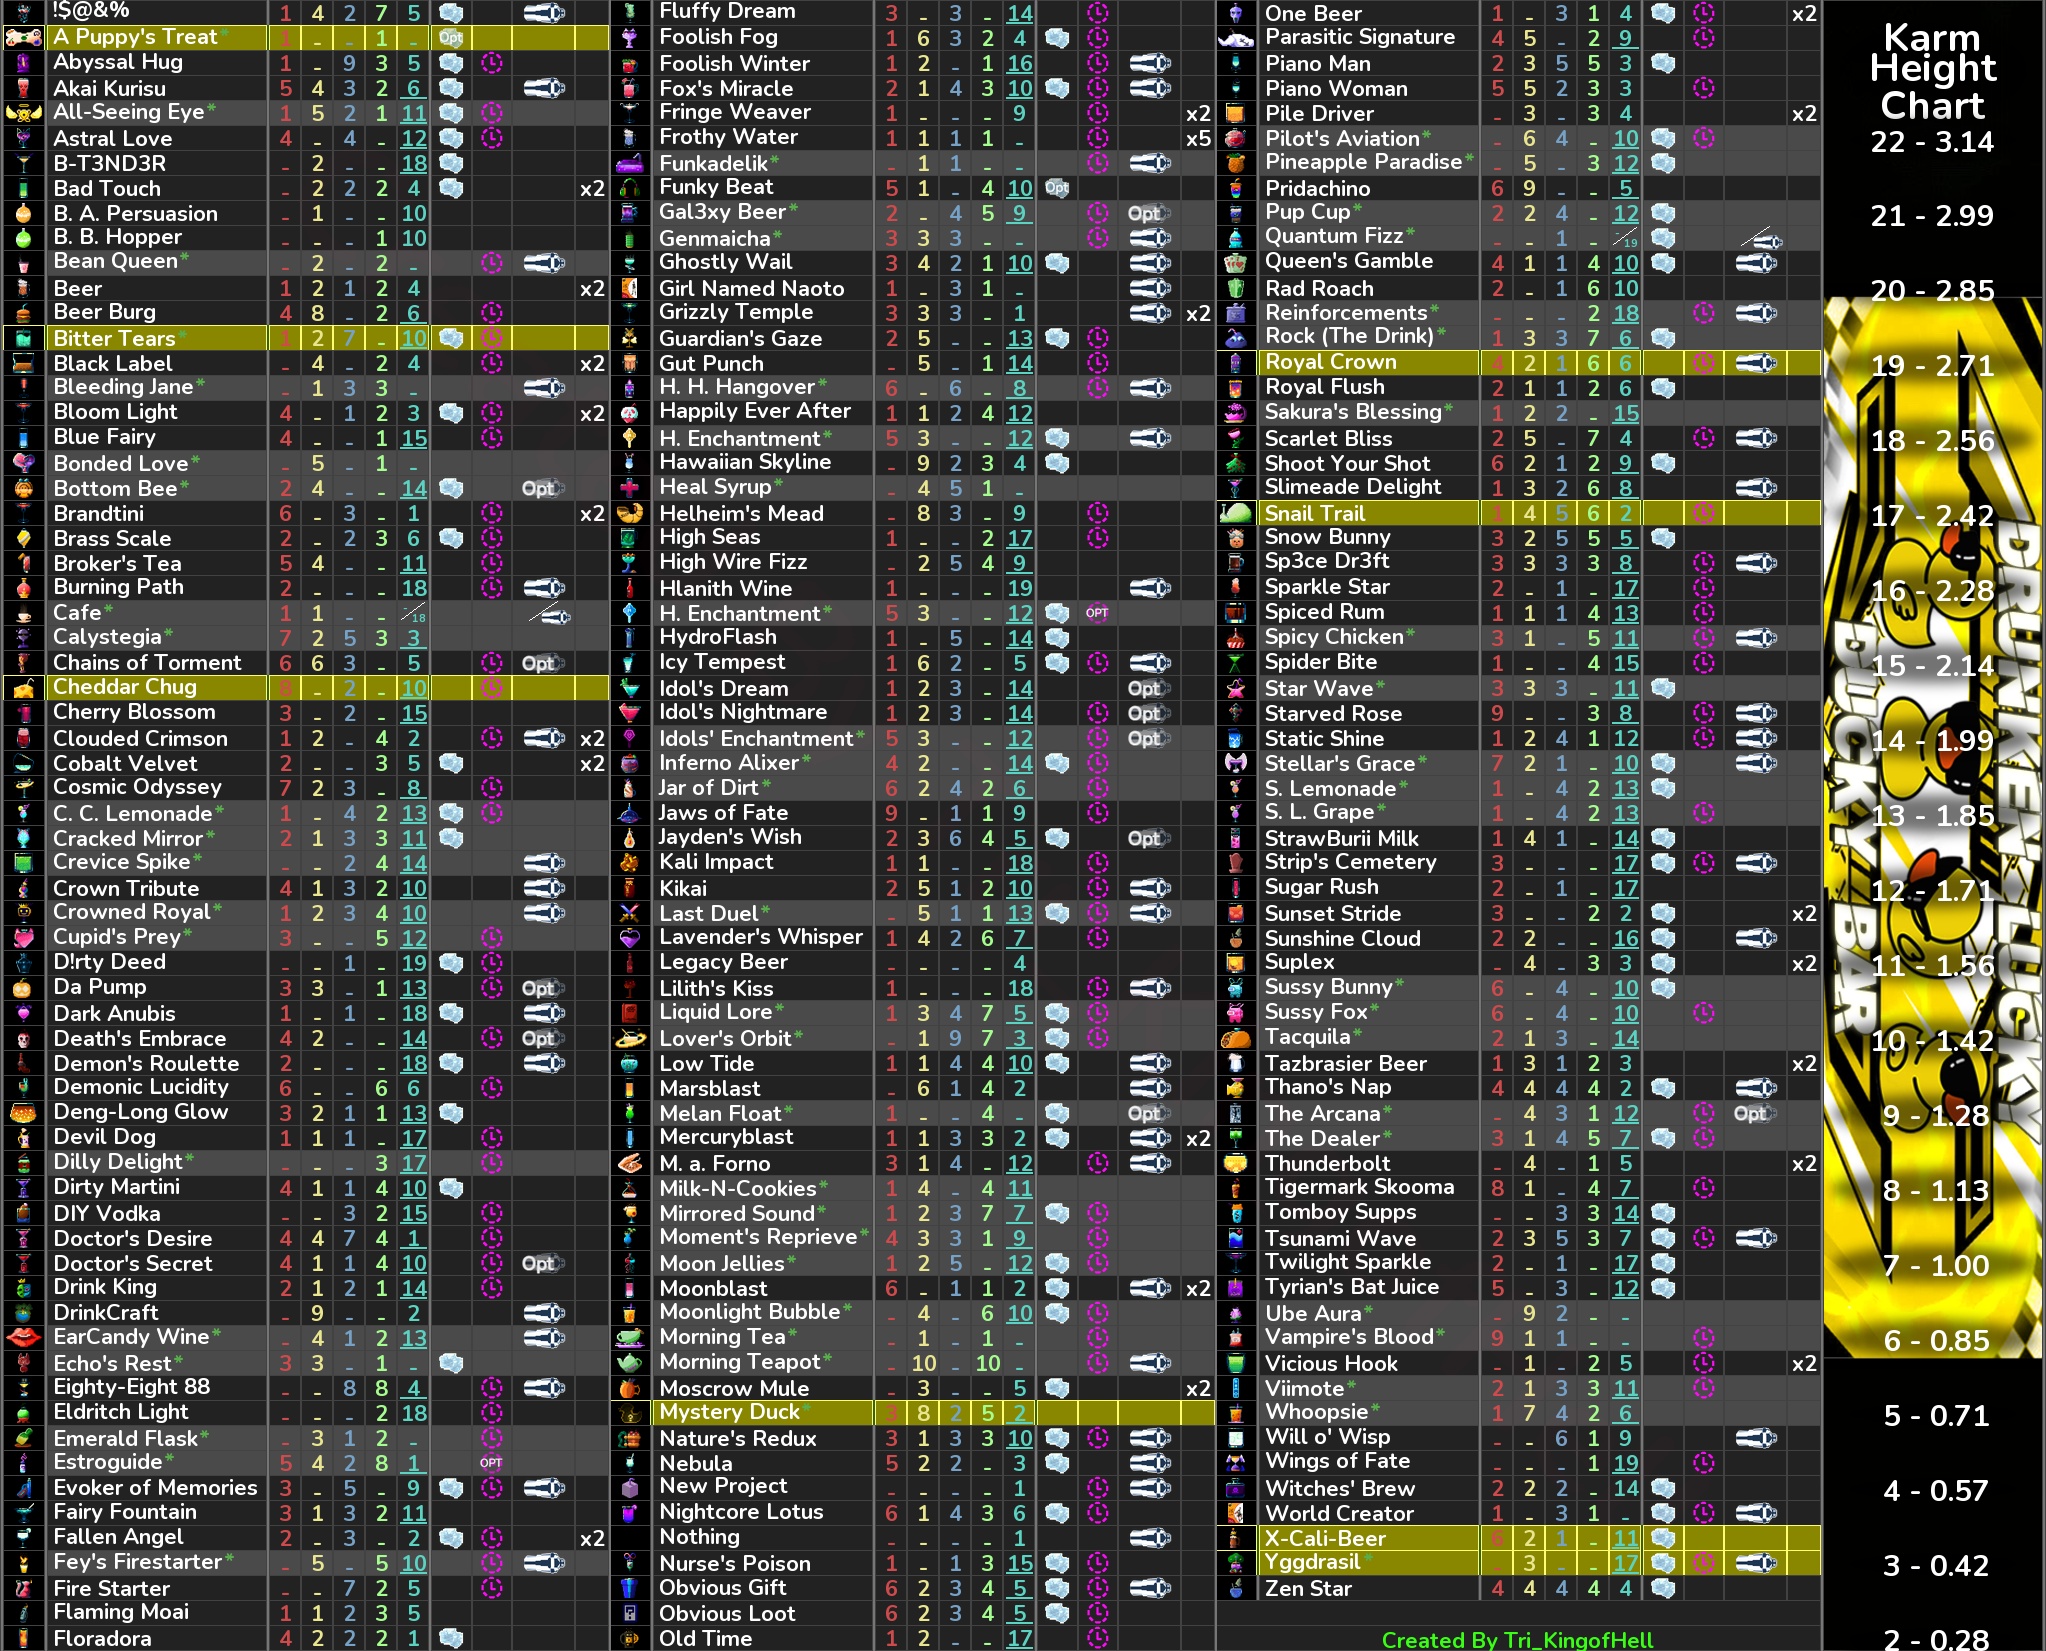 !$@&% 1 4 2 7 5
A Puppy's Treat* 1 - - 1 - Opt
Abyssal Hug 1 - 9 3 5
Akai Kurisu 5 4 3 2 6
All-Seeing Eye* 1 5 2 1 11
Astral Love 4 - 4 - 12
B-T3ND3R - 2 - - 18
Bad Touch - 2 2 2 4 x2
B. A. Persuasion - 1 - - 10
B. B. Hopper - - - 1 10
Bean Queen* - 2 - 2 -
Beer 1 2 1 2 4 x2
Beer Burg 4 8 - 2 6
Bitter Tears* 1 2 7 - 10
Black Label - 4 - 2 4 x2
Bleeding Jane* - 1 3 3 -
Bloom Light 4 - 1 2 3 x2
Blue Fairy 4 - - 1 15
Bonded Love* - 5 - 1 -
Bottom Bee* 2 4 - - 14 Opt
Brandtini 6 - 3 - 1 x2
Brass Scale 2 - 2 3 6
Broker's Tea 5 4 - - 11
Burning Path 2 - - - 18
Cafe* 1 1 - - -/18
Calystegia* 7 2 5 3 3
Chains of Torment 6 6 3 - 5 Opt
Cheddar Chug 8 - 2 - 10
Cherry Blossom 3 - 2 - 15
Clouded Crimson 1 2 - 4 2 x2
Cobalt Velvet 2 - - 3 5 x2
Cosmic Odyssey 7 2 3 - 8
C. C. Lemonade* 1 - 4 2 13
Cracked Mirror* 2 1 3 3 11
Crevice Spike* - - 2 4 14
Crown Tribute 4 1 3 2 10
Crowned Royal* 1 2 3 4 10
Cupid's Prey* 3 - - 5 12
D!rty Deed - - 1 - 19
Da Pump 3 3 - 1 13 Opt
Dark Anubis 1 - 1 - 18
Death's Embrace 4 2 - - 14 Opt
Demon's Roulette 2 - - - 18
Demonic Lucidity 6 - - 6 6
Deng-Long Glow 3 2 1 1 13
Devil Dog 1 1 1 - 17
Dilly Delight* - - - 3 17
Dirty Martini 4 1 1 4 10
DIY Vodka - - 3 2 15
Doctor's Desire 4 4 7 4 1
Doctor's Secret 4 1 1 4 10 Opt
Drink King 2 1 2 1 14
DrinkCraft - 9 - - 2
EarCandy Wine* - 4 1 2 13
Echo's Rest* 3 3 - 1 -
Eighty-Eight 88 - - 8 8 4
Eldritch Light - - - 2 18
Emerald Flask* - 3 1 2 -
Estroguide* 5 4 2 8 1 OPT
Evoker of Memories 3 - 5 - 9
Fairy Fountain 3 1 3 2 11
Fallen Angel 2 - 3 - 2 x2
Fey's Firestarter* - 5 - 5 10
Fire Starter - - 7 2 5
Flaming Moai 1 1 2 3 5
Floradora 4 2 2 2 1
Fluffy Dream 3 - 3 - 14
Foolish Fog 1 6 3 2 4
Foolish Winter 1 2 - 1 16
Fox's Miracle 2 1 4 3 10
Fringe Weaver 1 - - - 9 x2
Frothy Water 1 1 1 1 - x5
Funkadelik* - 1 1 - -
Funky Beat 5 1 - 4 10 Opt
Gal3xy Beer* 2 - 4 5 9 Opt
Genmaicha* 3 3 3 - -
Ghostly Wail 3 4 2 1 10
Girl Named Naoto 1 - 3 1 -
Grizzly Temple 3 3 3 - 1 x2
Guardian's Gaze 2 5 - - 13
Gut Punch - 5 - 1 14
H. H. Hangover* 6 - 6 - 8
Happily Ever After 1 1 2 4 12
H. Enchantment* 5 3 - - 12
Hawaiian Skyline - 9 2 3 4
Heal Syrup* - 4 5 1 -
Helheim's Mead - 8 3 - 9
High Seas 1 - - 2 17
High Wire Fizz - 2 5 4 9
Hlanith Wine 1 - - - 19
H. Enchantment* 5 3 - - 12 OPT
HydroFlash 1 - 5 - 14
Icy Tempest 1 6 2 - 5
Idol's Dream 1 2 3 - 14 Opt
Idol's Nightmare 1 2 3 - 14 Opt
Idols' Enchantment* 5 3 - - 12 Opt
Inferno Alixer* 4 2 - - 14
Jar of Dirt* 6 2 4 2 6
Jaws of Fate 9 - 1 1 9
Jayden's Wish 2 3 6 4 5 Opt
Kali Impact 1 1 - - 18
Kikai 2 5 1 2 10
Last Duel* - 5 1 1 13
Lavender's Whisper 1 4 2 6 7
Legacy Beer - - - - 4
Lilith's Kiss 1 - - - 18
Liquid Lore* 1 3 4 7 5
Lover's Orbit* - 1 9 7 3
Low Tide 1 1 4 4 10
Marsblast - 6 1 4 2
Melan Float* 1 - - 4 - Opt
Mercuryblast 1 1 3 3 2 x2
M. a. Forno 3 1 4 - 12
Milk-N-Cookies* 1 4 - 4 11
Mirrored Sound* 1 2 3 7 7
Moment's Reprieve* 4 3 3 1 9
Moon Jellies* 1 2 5 - 12
Moonblast 6 - 1 1 2 x2
Moonlight Bubble* - 4 - 6 10
Morning Tea* - 1 - 1 -
Morning Teapot* - 10 - 10 -
Moscrow Mule - 3 - - 5 x2
Mystery Duck* 3 8 2 5 2
Nature's Redux 3 1 3 3 10
Nebula 5 2 2 - 3
New Project - - - - 1
Nightcore Lotus 6 1 4 3 6
Nothing - - - - 1
Nurse's Poison 1 - 1 3 15
Obvious Gift 6 2 3 4 5
Obvious Loot 6 2 3 4 5
Old Time 1 2 - - 17
One Beer 1 - 3 1 4 x2
Parasitic Signature 4 5 - 2 9
Piano Man 2 3 5 5 3
Piano Woman 5 5 2 3 3
Pile Driver - 3 - 3 4 x2
Pilot's Aviation* - 6 4 - 10
Pineapple Paradise* - 5 - 3 12
Pridachino 6 9 - - 5
Pup Cup* 2 2 4 - 12
Quantum Fizz* - - 1 - -/19
Queen's Gamble 4 1 1 4 10
Rad Roach 2 - 1 6 10
Reinforcements* - - - 2 18
Rock (The Drink)* 1 3 3 7 6
Royal Crown 4 2 1 6 6
Royal Flush 2 1 1 2 6
Sakura's Blessing* 1 2 2 - 15
Scarlet Bliss 2 5 - 7 4
Shoot Your Shot 6 2 1 2 9
Slimeade Delight 1 3 2 6 8
Snail Trail 1 4 5 6 2
Snow Bunny 3 2 5 5 5
Sp3ce Dr3ft 3 3 3 3 8
Sparkle Star 2 - 1 - 17
Spiced Rum 1 1 1 4 13
Spicy Chicken* 3 1 - 5 11
Spider Bite 1 - - 4 15
Star Wave* 3 3 3 - 11
Starved Rose 9 - - 3 8
Static Shine 1 2 4 1 12
Stellar's Grace* 7 2 1 - 10
S. Lemonade* 1 - 4 2 13
S. L. Grape* 1 - 4 2 13
StrawBurii Milk 1 4 1 - 14
Strip's Cemetery 3 - - - 17
Sugar Rush 2 - 1 - 17
Sunset Stride 3 - - 2 2 x2
Sunshine Cloud 2 2 - - 16
Suplex - 4 - 3 3 x2
Sussy Bunny* 6 - 4 - 10
Sussy Fox* 6 - 4 - 10
Tacquila* 2 1 3 - 14
Tazbrasier Beer 1 3 1 2 3 x2
Thano's Nap 4 4 4 4 2
The Arcana* - 4 3 1 12 Opt
The Dealer* 3 1 4 5 7
Thunderbolt - 4 - 1 5 x2
Tigermark Skooma 8 1 - 4 7
Tomboy Supps - - 3 3 14
Tsunami Wave 2 3 5 3 7
Twilight Sparkle 2 - 1 - 17
Tyrian's Bat Juice 5 - 3 - 12
Ube Aura* - 9 2 - -
Vampire's Blood* 9 1 1 - -
Vicious Hook - 1 - 2 5 x2
Viimote* 2 1 3 3 11
Whoopsie* 1 7 4 2 6
Will o' Wisp - - 6 1 9
Wings of Fate - - - 1 19
Witches' Brew 2 2 2 - 14
World Creator 1 - 3 1 -
X-Cali-Beer 6 2 1 - 11
Yggdrasil* - 3 - - 17
Zen Star 4 4 4 4 4
Created By Tri_KingofHell
Karm
Height
Chart
22 - 3.14
21 - 2.99
20 - 2.85
19 - 2.71
18 - 2.56
17 - 2.42
16 - 2.28
15 - 2.14
14 - 1.99
13 - 1.85
12 - 1.71
11 - 1.56
10 - 1.42
9 - 1.28
8 - 1.13
7 - 1.00
6 - 0.85
5 - 0.71
4 - 0.57
3 - 0.42
2 - 0.28
DRUNKEN LUCKY
DUCKY BAR